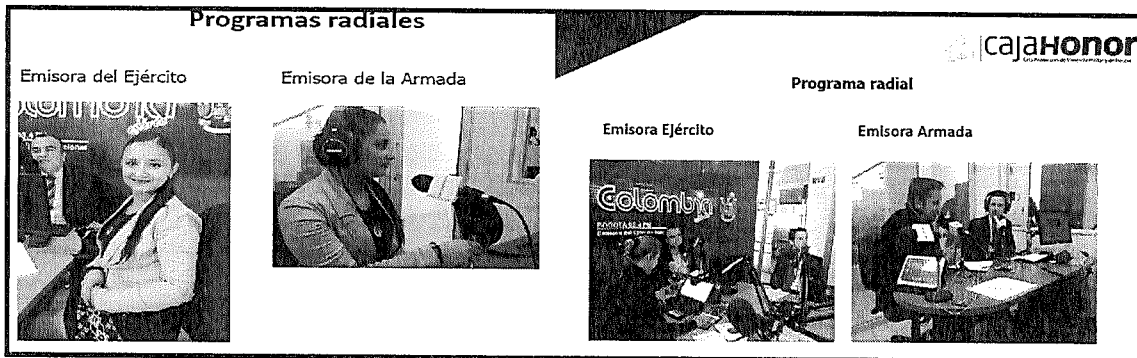 Programas radiales
Emisora del Ejército
Emisora de la Armada
cajaHonor
Programa radial
Emisora Ejército
Emisora Armada
Colombia